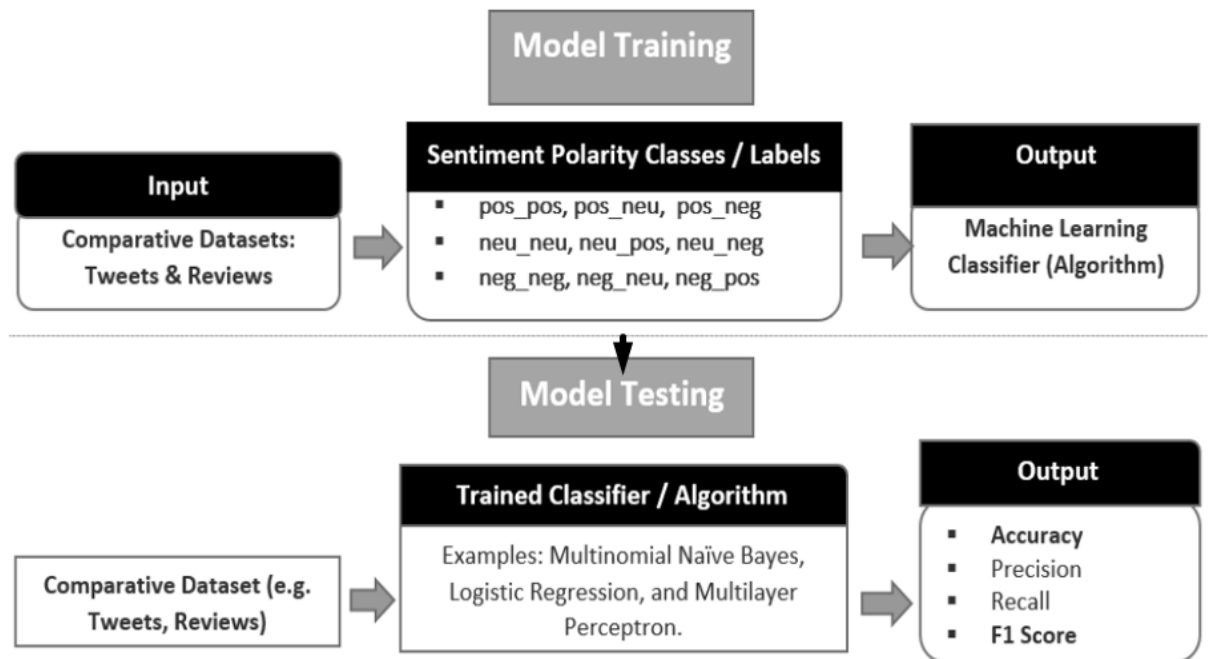 Model Training
Input
Comparative Datasets:
Tweets & Reviews
Sentiment Polarity Classes / Labels
▪ pos_pos, pos_neu, pos_neg
▪ neu_neu, neu_pos, neu_neg
▪ neg_neg, neg_neu, neg_pos
Output
Machine Learning
Classifier (Algorithm)
Model Testing
Comparative Dataset (e.g.
Tweets, Reviews)
Trained Classifier / Algorithm
Examples: Multinomial Naïve Bayes,
Logistic Regression, and Multilayer
Perceptron.
Output
▪ Accuracy
▪ Precision
▪ Recall
▪ F1 Score